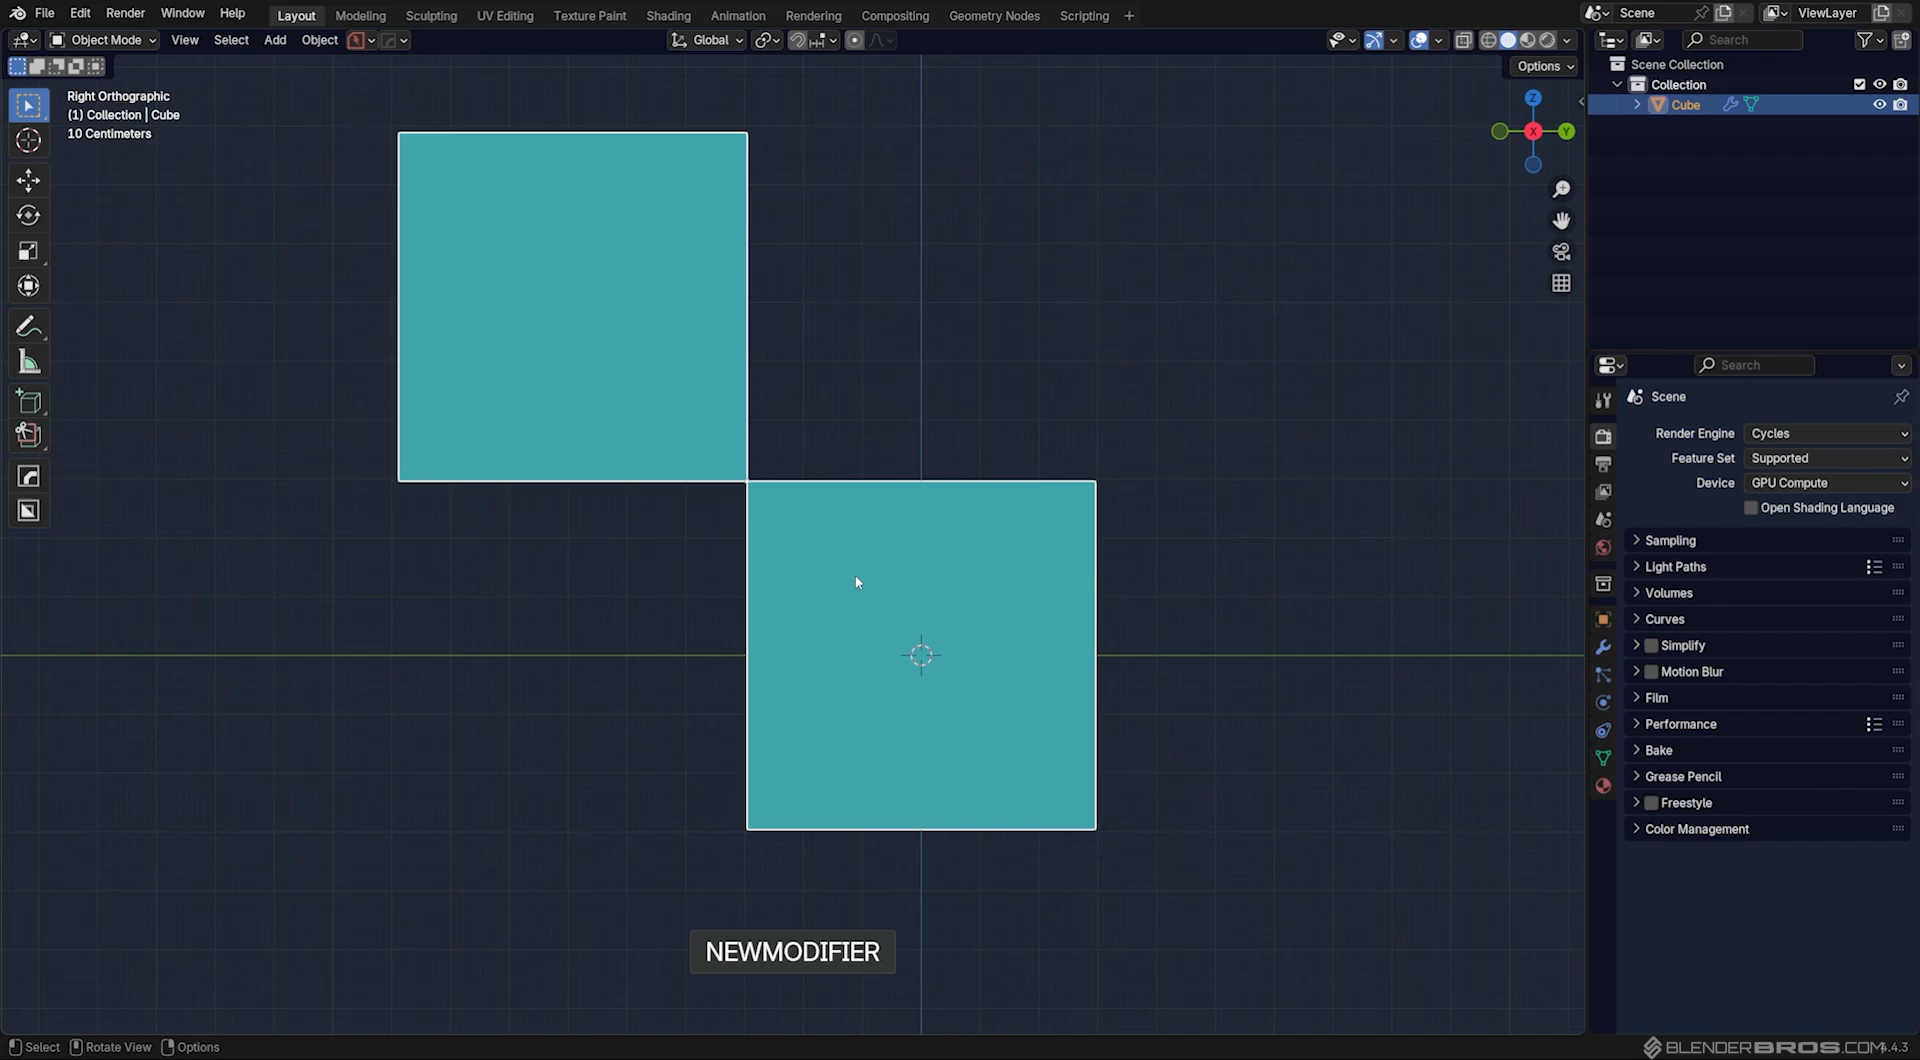 File Edit Render Window Help Layout Modeling Sculpting UV Editing Texture Paint Shading Animation Rendering Compositing Geometry Nodes Scripting + Scene ViewLayer
Object Mode View Select Add Object Global Search
Options
Right Orthographic
(1) Collection | Cube
10 Centimeters
Z
X
Y
Scene Collection
Collection
Cube
Search
Scene
Render Engine Cycles
Feature Set Supported
Device GPU Compute
Open Shading Language
Sampling
Light Paths
Volumes
Curves
Simplify
Motion Blur
Film
Performance
Bake
Grease Pencil
Freestyle
Color Management
NEWMODIFIER
Select Rotate View Options
BLENDERBROS.COM 4.4.3